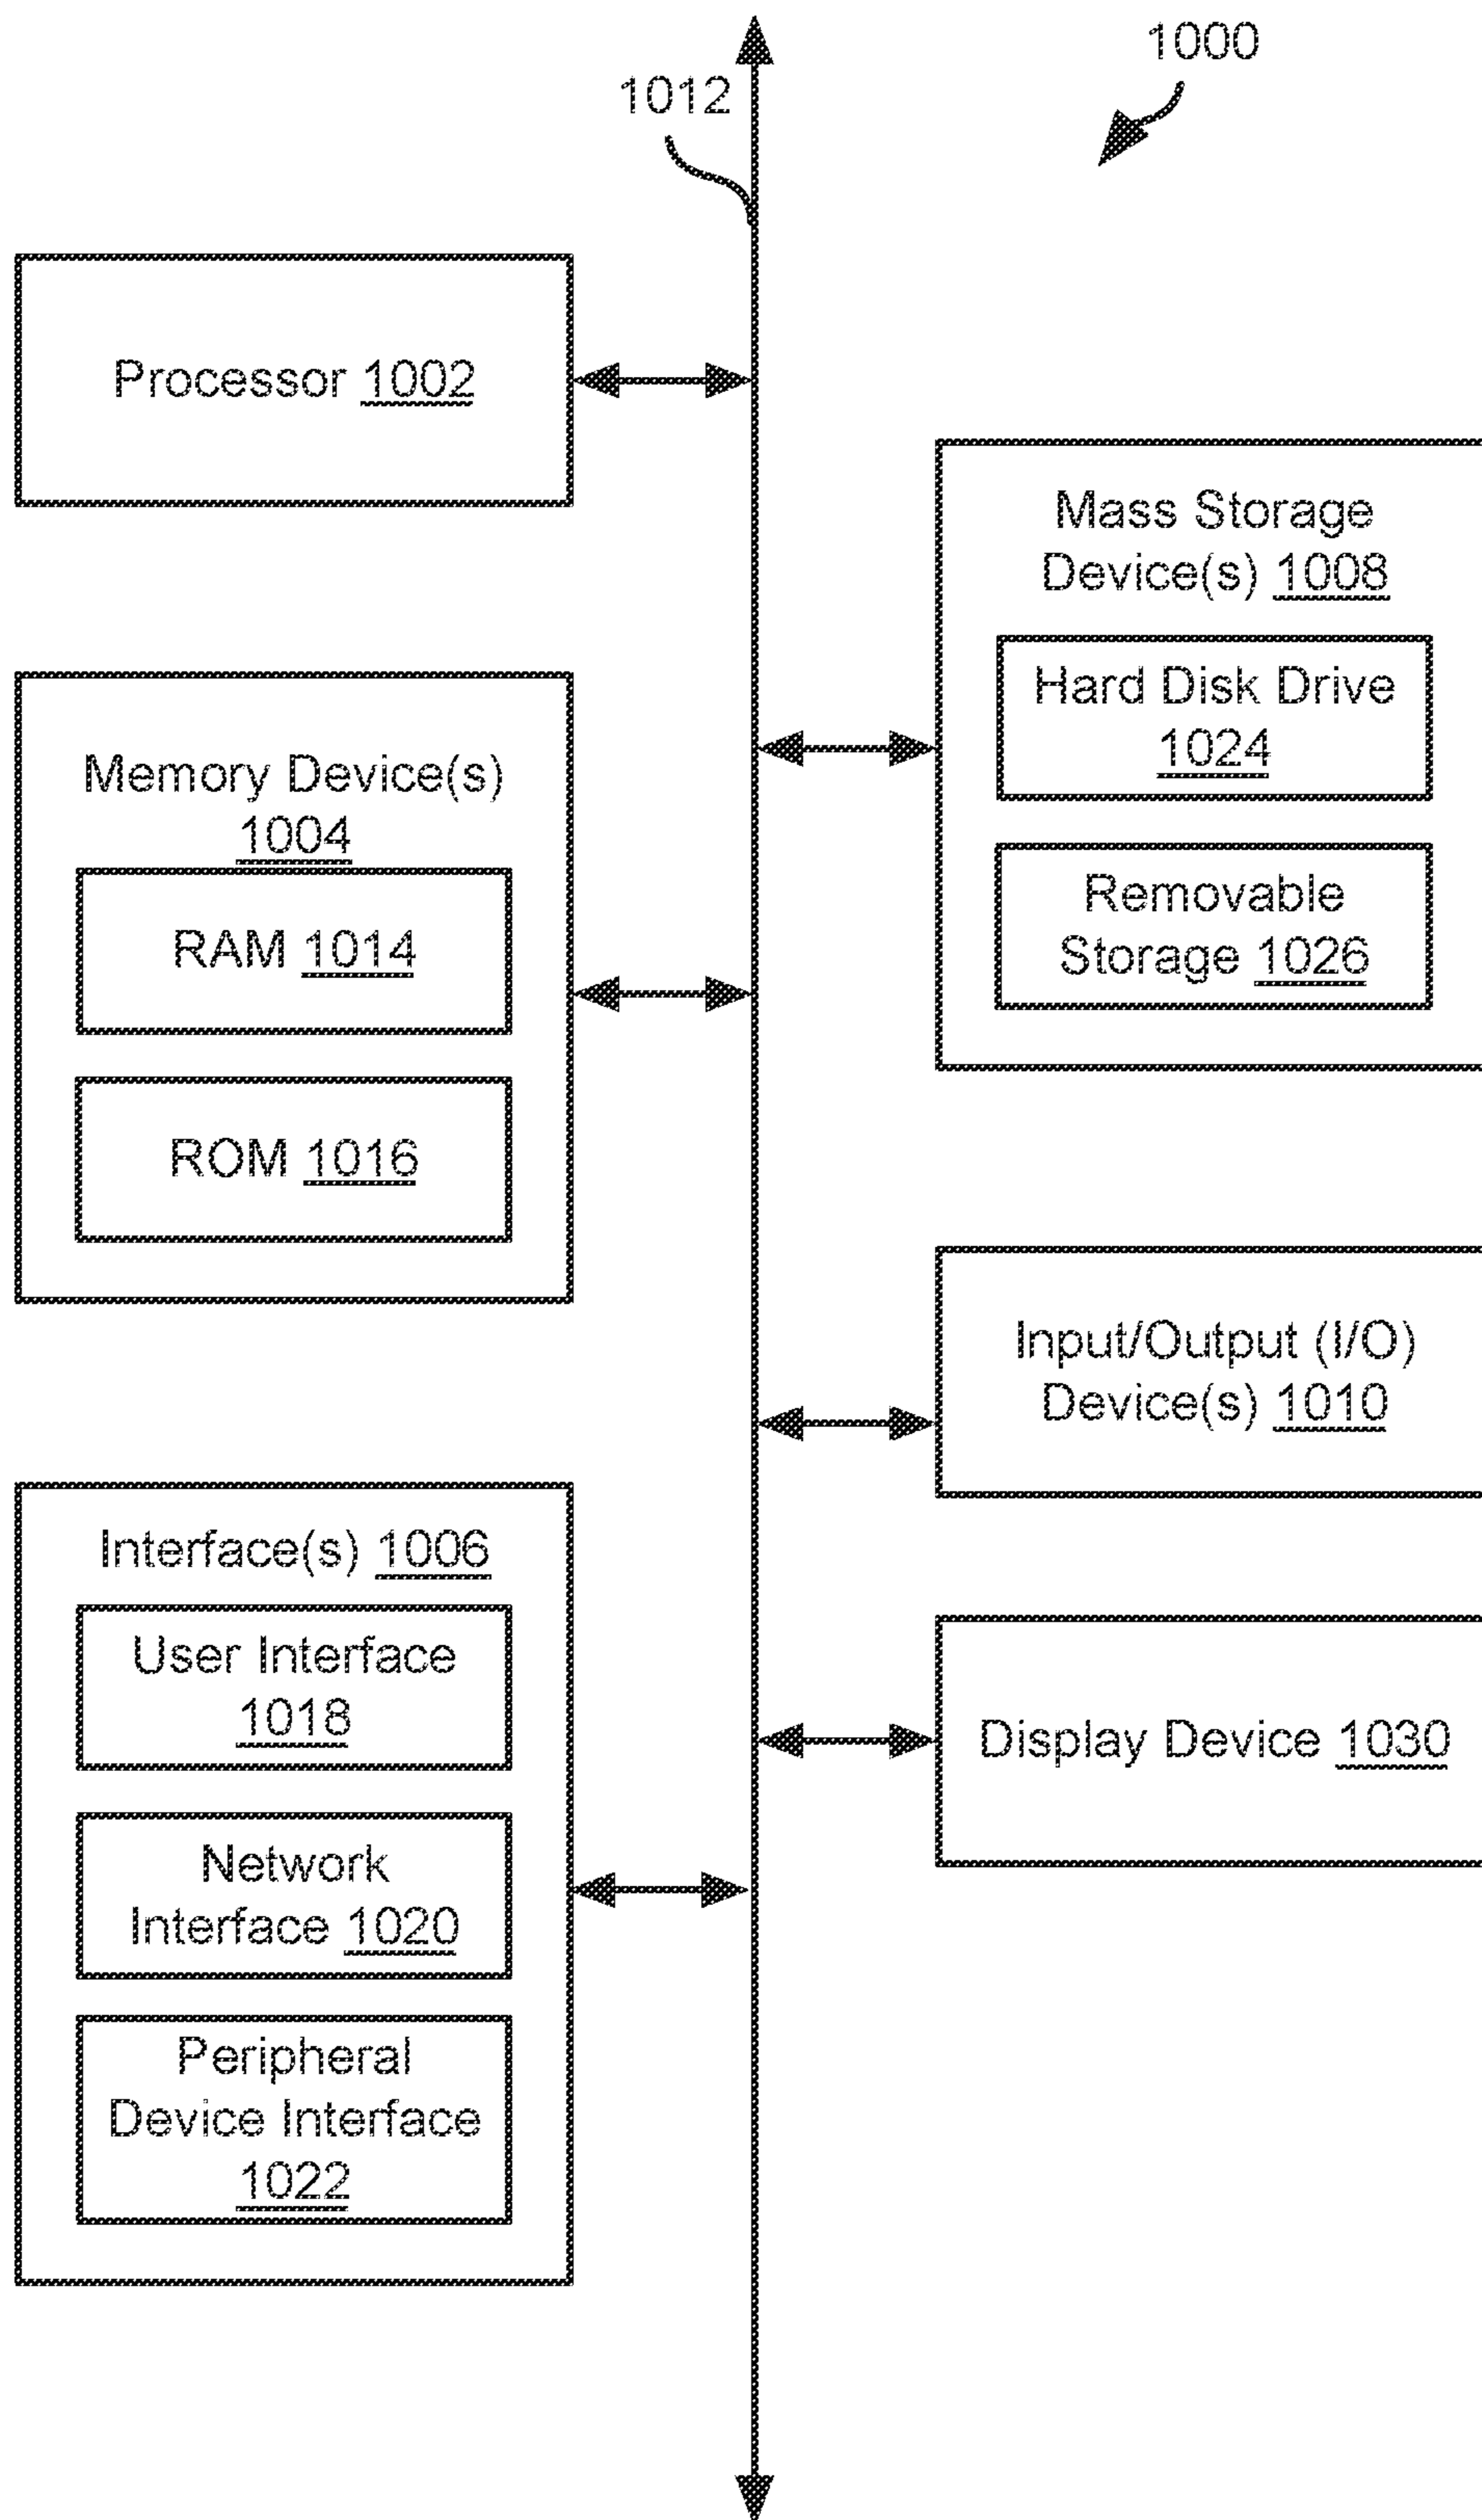 1000
1012
Processor 1002
Mass Storage
Device(s) 1008
Hard Disk Drive
1024
Removable
Storage 1026
Memory Device(s)
1004
RAM 1014
ROM 1016
Input/Output (I/O)
Device(s) 1010
Interface(s) 1006
User Interface
1018
Network
Interface 1020
Peripheral
Device Interface
1022
Display Device 1030